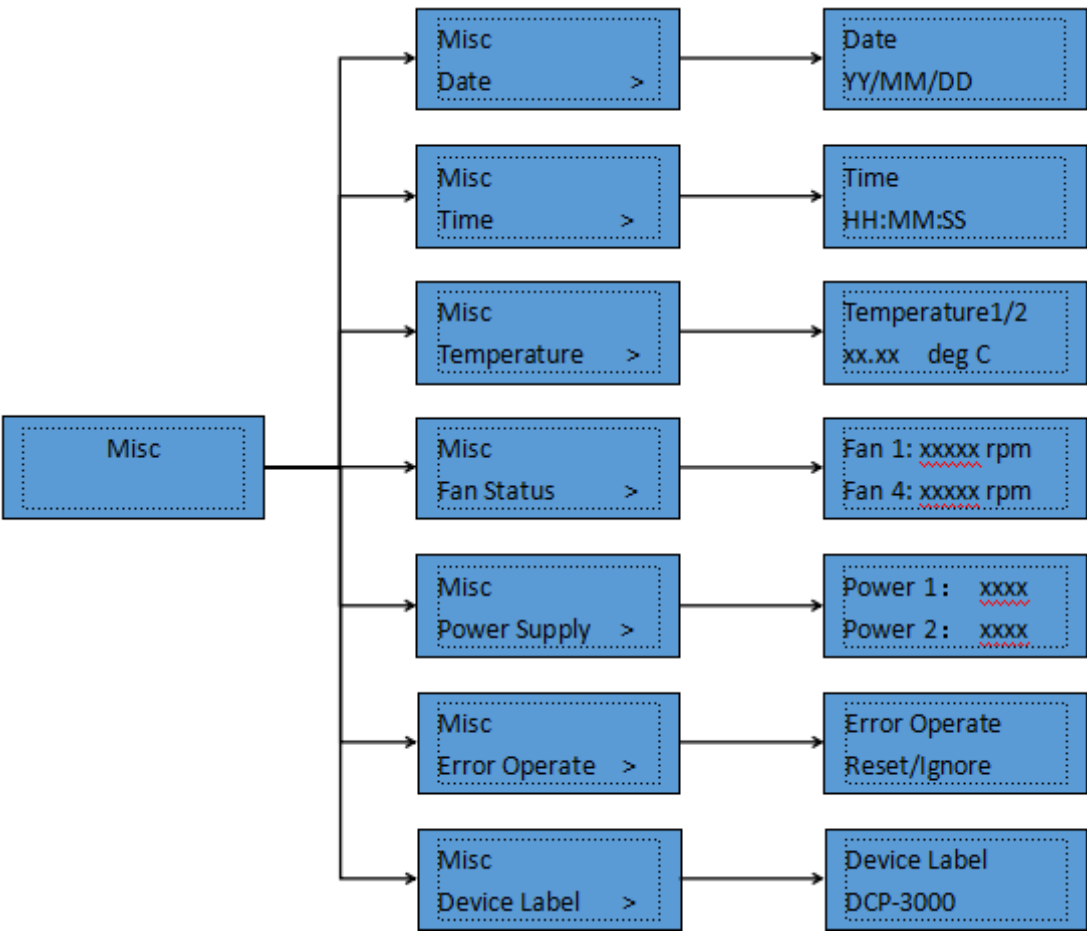 Misc
Date >
Date
YY/MM/DD
Misc
Time >
Time
HH:MM:SS
Misc
Temperature >
Temperature1/2
xx.xx deg C
Misc
Misc
Fan Status >
Fan 1: xxxxx rpm
Fan 4: xxxxx rpm
Misc
Power Supply >
Power 1： xxxx
Power 2： xxxx
Misc
Error Operate >
Error Operate
Reset/Ignore
Misc
Device Label >
Device Label
DCP-3000